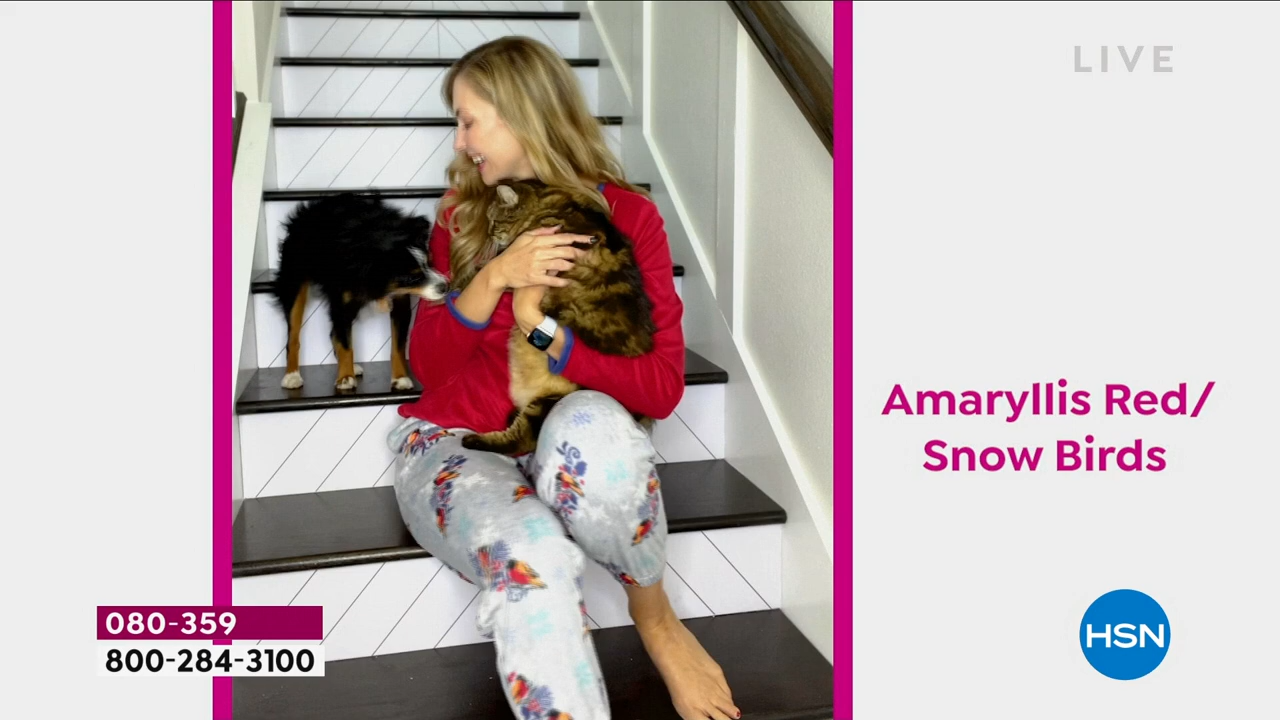 LIVE
Amaryllis Red/
Snow Birds
080-359
800-284-3100
HSN